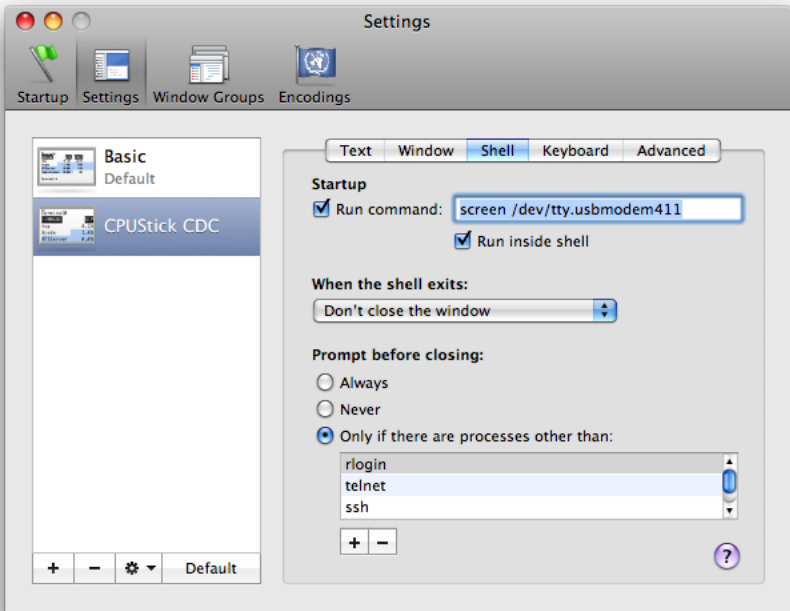 Settings
Startup Settings Window Groups Encodings
Basic
Default
CPUStick CDC
+ - Default
Text Window Shell Keyboard Advanced
Startup
Run command: screen /dev/tty.usbmodem411
Run inside shell
When the shell exits:
Don't close the window
Prompt before closing:
Always
Never
Only if there are processes other than:
rlogin
telnet
ssh
+ -
?